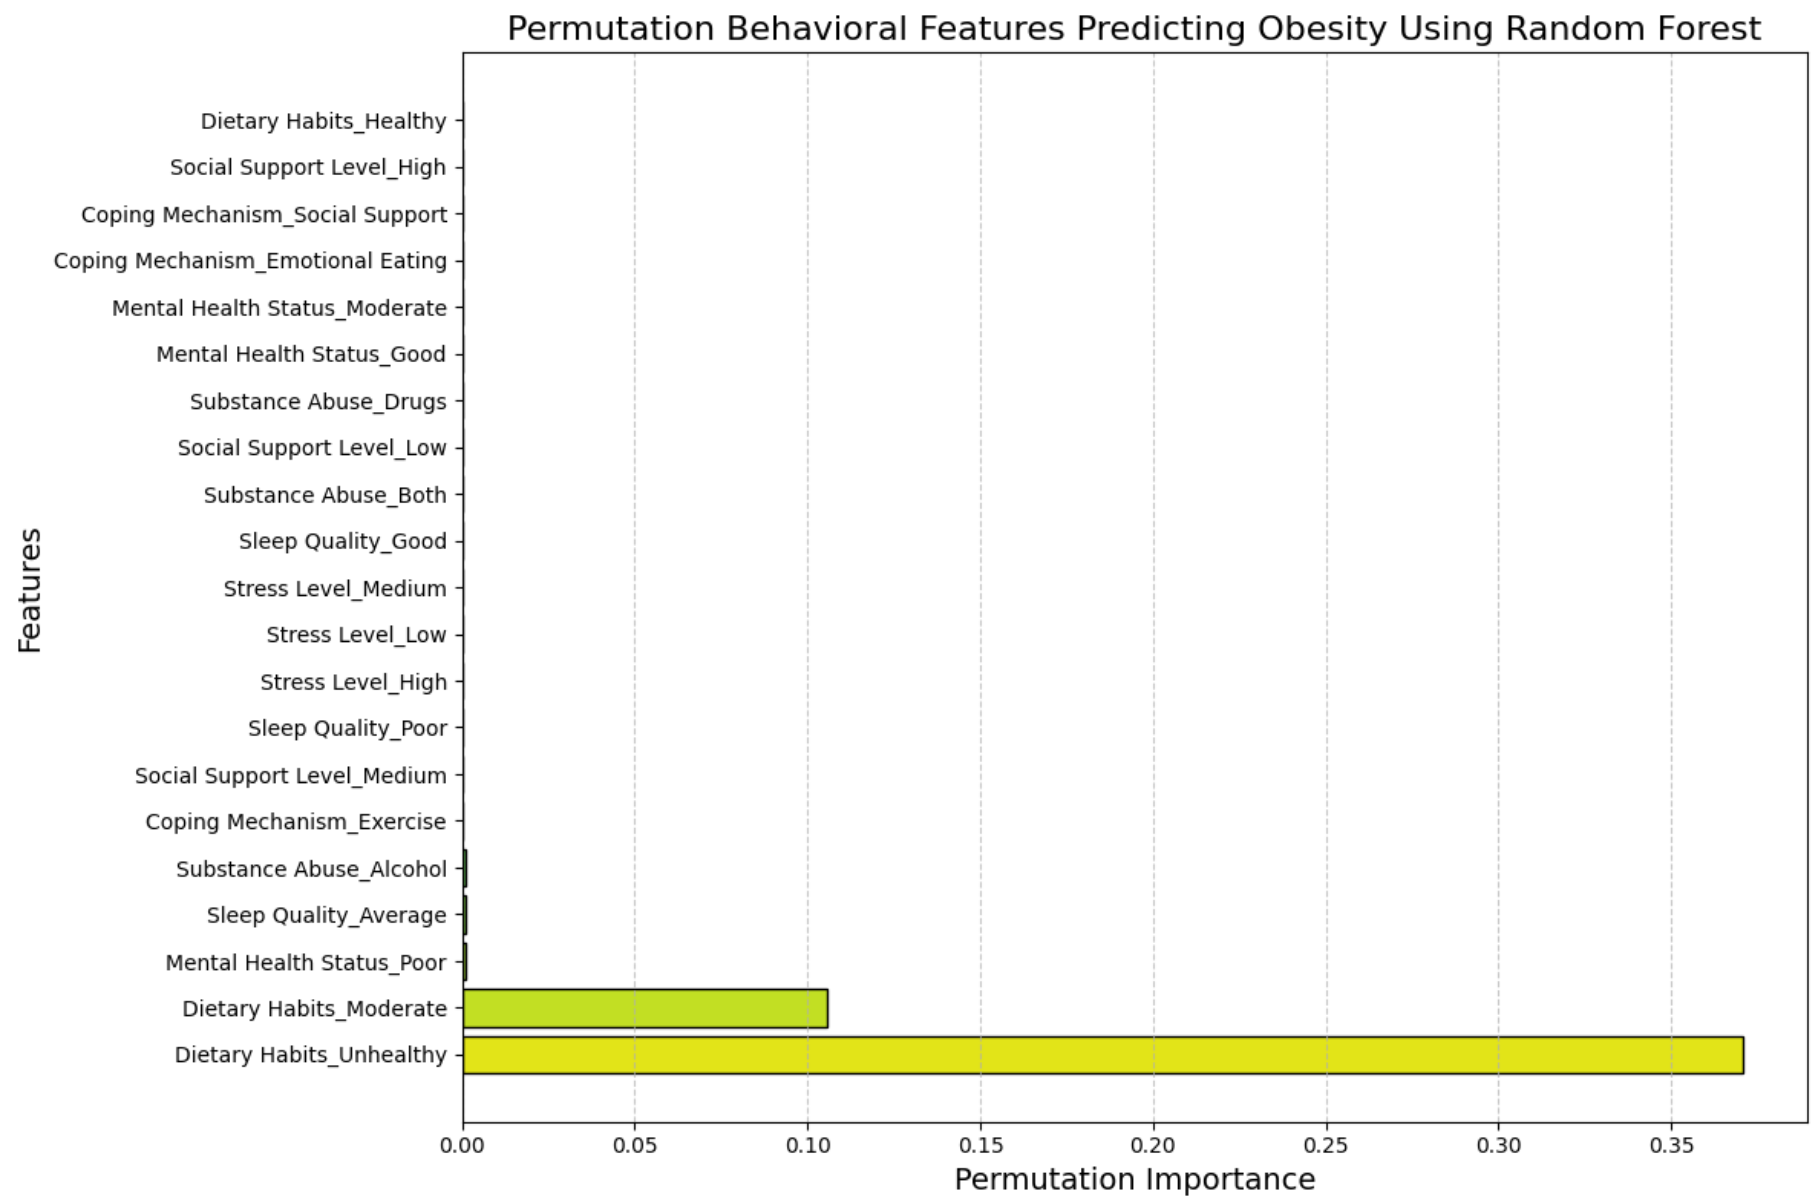 Permutation Behavioral Features Predicting Obesity Using Random Forest
Features
Dietary Habits_Healthy
Social Support Level_High
Coping Mechanism_Social Support
Coping Mechanism_Emotional Eating
Mental Health Status_Moderate
Mental Health Status_Good
Substance Abuse_Drugs
Social Support Level_Low
Substance Abuse_Both
Sleep Quality_Good
Stress Level_Medium
Stress Level_Low
Stress Level_High
Sleep Quality_Poor
Social Support Level_Medium
Coping Mechanism_Exercise
Substance Abuse_Alcohol
Sleep Quality_Average
Mental Health Status_Poor
Dietary Habits_Moderate
Dietary Habits_Unhealthy
0.00 0.05 0.10 0.15 0.20 0.25 0.30 0.35
Permutation Importance